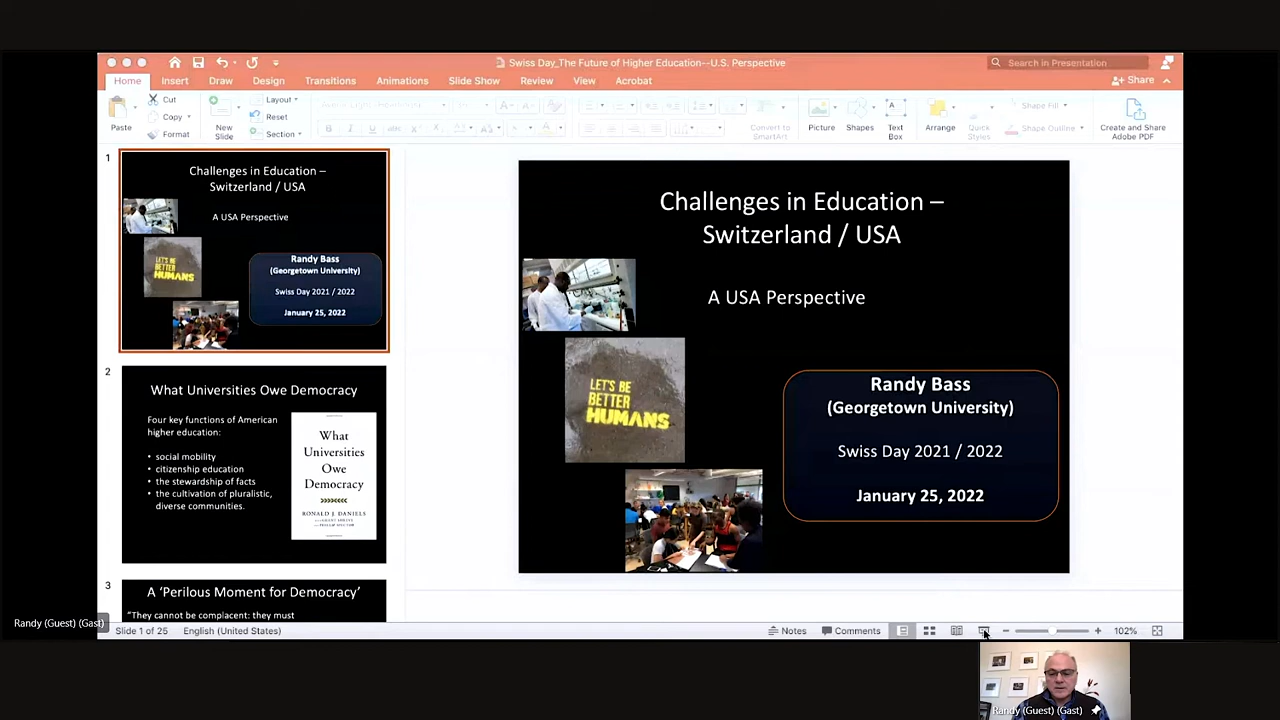 Swiss Day_The Future of Higher Education--U.S. Perspective
Search in Presentation
Home Insert Draw Design Transitions Animations Slide Show Review View Acrobat
Share
Paste
Cut
Copy
Format
New
Slide
Layout
Reset
Section
Convert to
SmartArt
Picture
Shapes
Text
Box
Arrange
Quick
Styles
Shape Fill
Shape Outline
Create and Share
Adobe PDF
1
Challenges in Education –
Switzerland / USA
A USA Perspective
LET'S BE
BETTER
HUMANS
Randy Bass
(Georgetown University)
Swiss Day 2021 / 2022
January 25, 2022
2
What Universities Owe Democracy
Four key functions of American
higher education:
• social mobility
• citizenship education
• the stewardship of facts
• the cultivation of pluralistic,
diverse communities.
What
Universities
Owe
Democracy
RONALD J. DANIELS
3
A ‘Perilous Moment for Democracy’
“They cannot be complacent: they must
Challenges in Education –
Switzerland / USA
A USA Perspective
LET'S BE
BETTER
HUMANS
Randy Bass
(Georgetown University)
Swiss Day 2021 / 2022
January 25, 2022
Randy (Guest) (Gast)
Slide 1 of 25 English (United States)
Notes Comments
102%
Randy (Guest) (Gast)